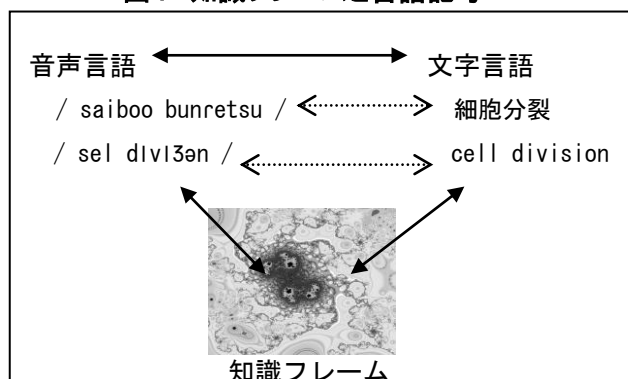 音声言語 文字言語
/ saiboo bunretsu / 細胞分裂
/ sel dIvI3ən / cell division
知識フレーム